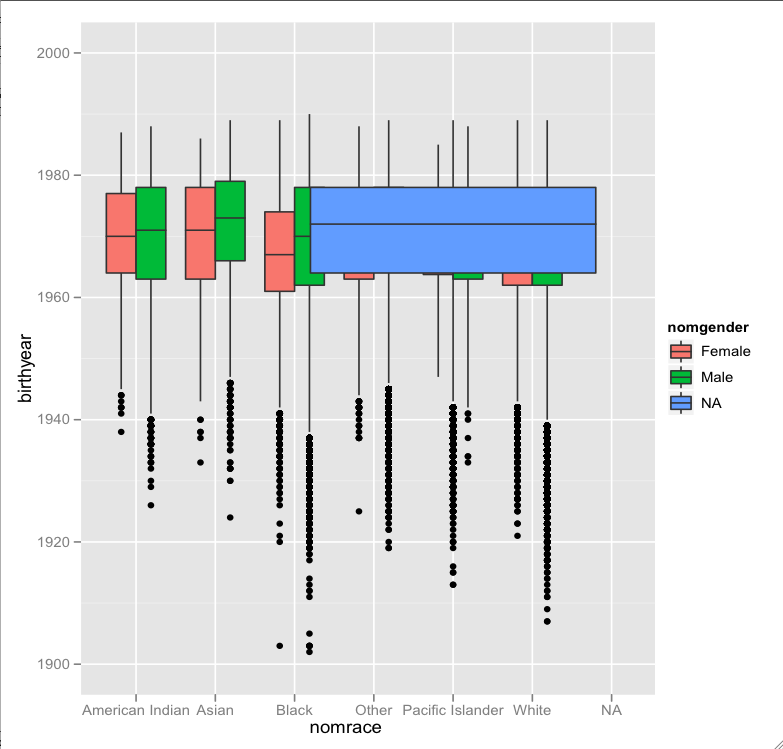 2000
1980
1960
1940
1920
1900
birthyear
American Indian Asian Black Other Pacific Islander White NA
nomrace
nomgender
Female
Male
NA